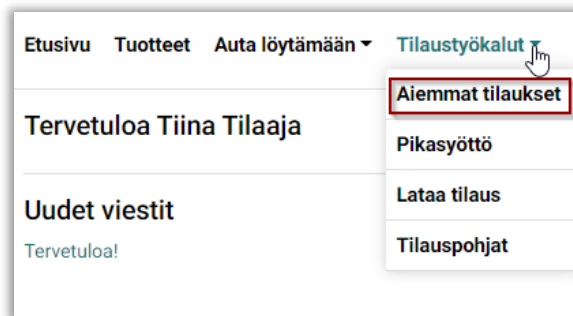 Etusivu Tuotteet Auta löytämään Tilaustyökalut
Aiemmat tilaukset
Tervetuloa Tiina Tilaaja
Pikasyöttö
Lataa tilaus
Uudet viestit
Tilauspohjat
Tervetuloa!